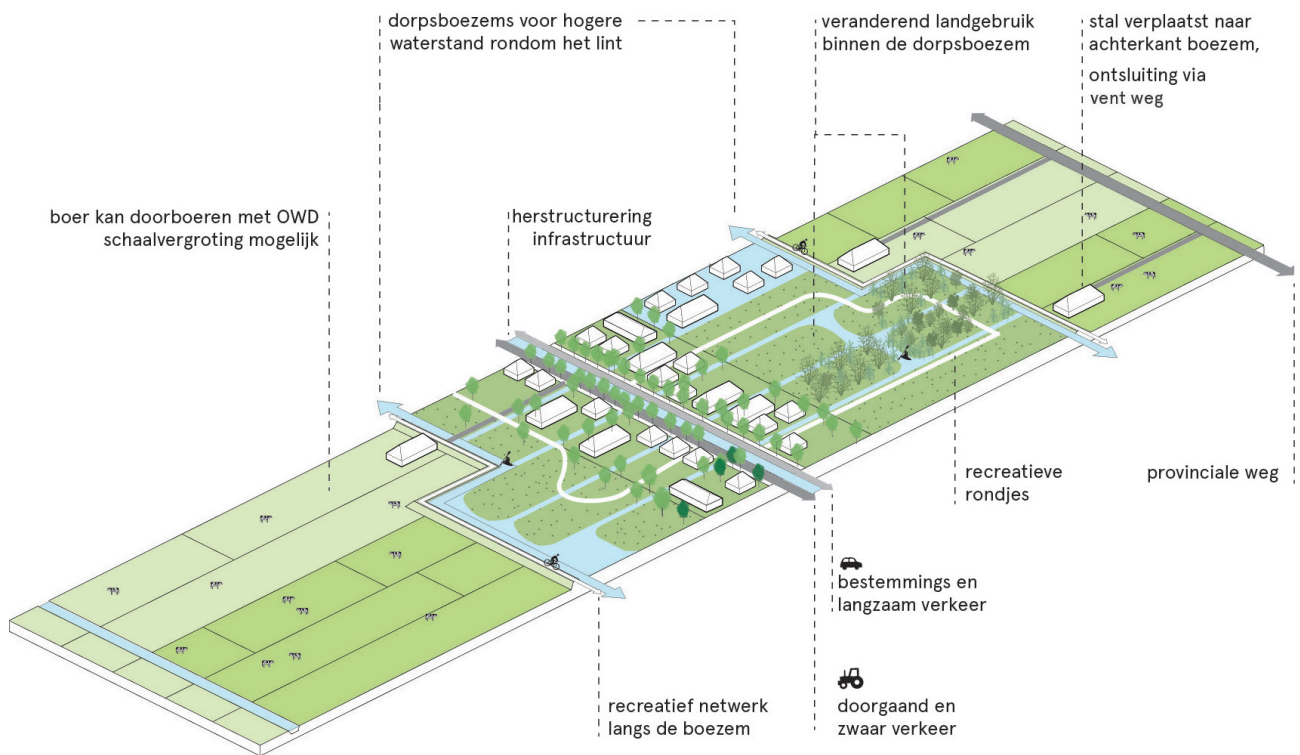 dorpsboezems voor hogere
waterstand rondom het lint
veranderend landgebruik
binnen de dorpsboezem
stal verplaatst naar
achterkant boezem,
ontsluiting via
vent weg
boer kan doorboeren met OWD
schaalvergroting mogelijk
herstructurering
infrastructuur
recreatieve
rondjes
provinciale weg
bestemmings en
langzaam verkeer
recreatief netwerk
langs de boezem
doorgaand en
zwaar verkeer